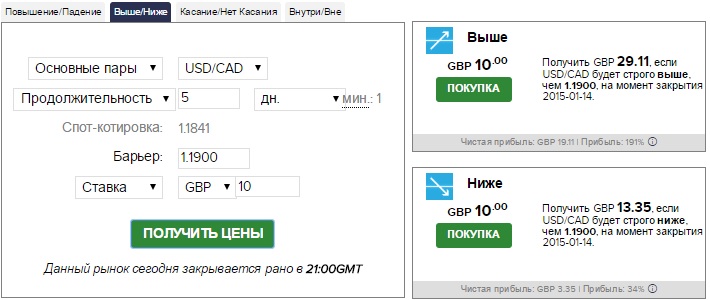 Повышение/Падение Выше/Ниже Касание/Нет Касания Внутри/Вне
Основные пары USD/CAD
Продолжительность 5 дн. мин.: 1
Спот-котировка: 1.1841
Барьер: 1.1900
Ставка GBP 10
ПОЛУЧИТЬ ЦЕНЫ
Данный рынок сегодня закрывается рано в 21:00GMT
Выше
GBP 10.00
ПОКУПКА
Получить GBP 29.11, если
USD/CAD будет строго выше,
чем 1.1900, на момент закрытия
2015-01-14.
Чистая прибыль: GBP 19.11 | Прибыль: 191%
Ниже
GBP 10.00
ПОКУПКА
Получить GBP 13.35, если
USD/CAD будет строго ниже,
чем 1.1900, на момент закрытия
2015-01-14.
Чистая прибыль: GBP 3.35 | Прибыль: 34%